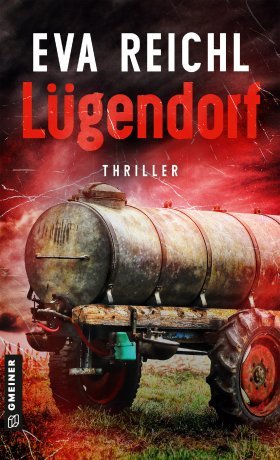 EVA REICHL
Lügendorf
THRILLER
GMEINER